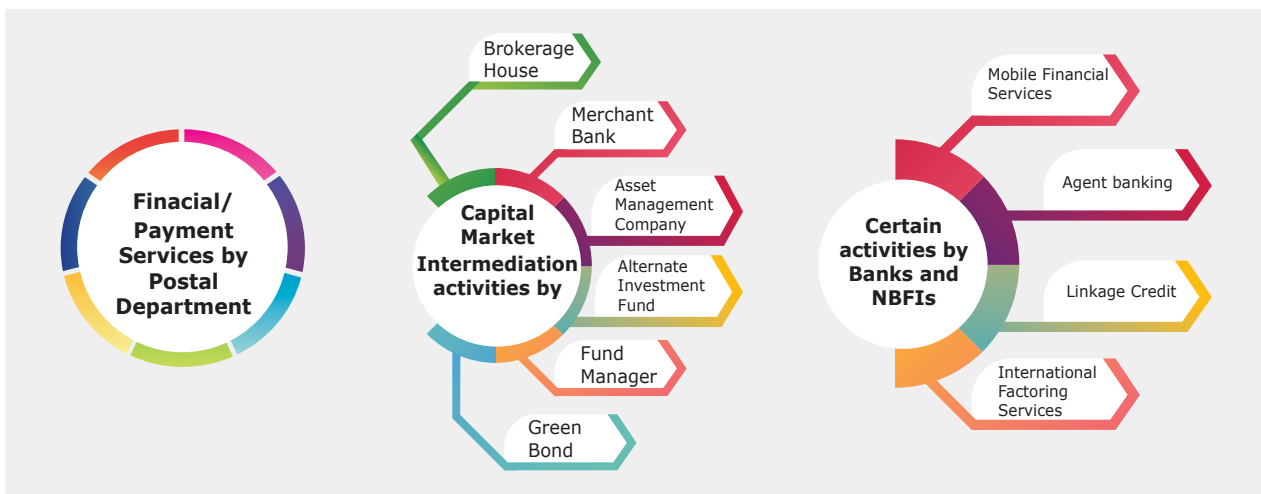 Finacial/
Payment
Services by
Postal
Department
Capital
Market
Intermediation
activities by
Brokerage
House
Merchant
Bank
Asset
Management
Company
Alternate
Investment
Fund
Fund
Manager
Green
Bond
Certain
activities by
Banks and
NBFIs
Mobile Financial
Services
Agent banking
Linkage Credit
International
Factoring
Services